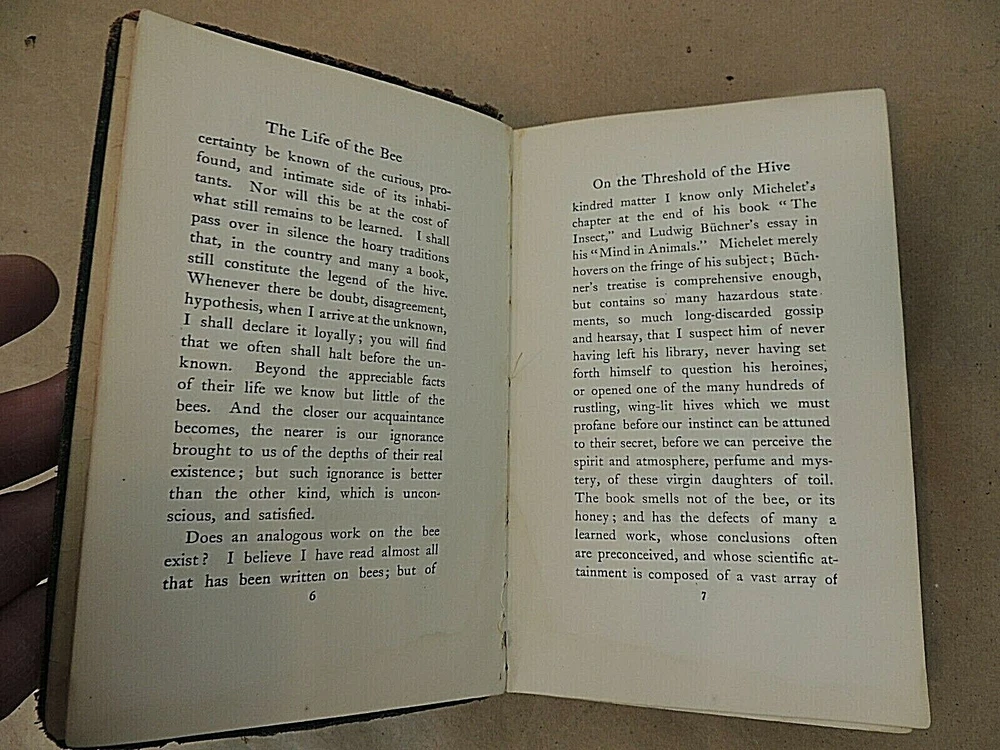 The Life of the Bee
certainty be known of the curious, pro-
found, and intimate side of its inhabi-
tants. Nor will this be at the cost of
what still remains to be learned. I shall
pass over in silence the hoary traditions
that, in the country and many a book,
still constitute the legend of the hive.
Whenever there be doubt, disagreement,
hypothesis, when I arrive at the unknown,
I shall declare it loyally; you will find
that we often shall halt before the un-
known. Beyond the appreciable facts
of their life we know but little of the
bees. And the closer our acquaintance
becomes, the nearer is our ignorance
brought to us of the depths of their real
existence; but such ignorance is better
than the other kind, which is uncon-
scious, and satisfied.
Does an analogous work on the bee
exist? I believe I have read almost all
that has been written on bees; but of
6
On the Threshold of the Hive
kindred matter I know only Michelet's
chapter at the end of his book "The
Insect," and Ludwig Büchner's essay in
his "Mind in Animals." Michelet merely
hovers on the fringe of his subject; Büch-
ner's treatise is comprehensive enough,
but contains so many hazardous state-
ments, so much long-discarded gossip
and hearsay, that I suspect him of never
having left his library, never having set
forth himself to question his heroines,
or opened one of the many hundreds of
rustling, wing-lit hives which we must
profane before our instinct can be attuned
to their secret, before we can perceive the
spirit and atmosphere, perfume and mys-
tery, of these virgin daughters of toil.
The book smells not of the bee, or its
honey; and has the defects of many a
learned work, whose conclusions often
are preconceived, and whose scientific at-
tainment is composed of a vast array of
7